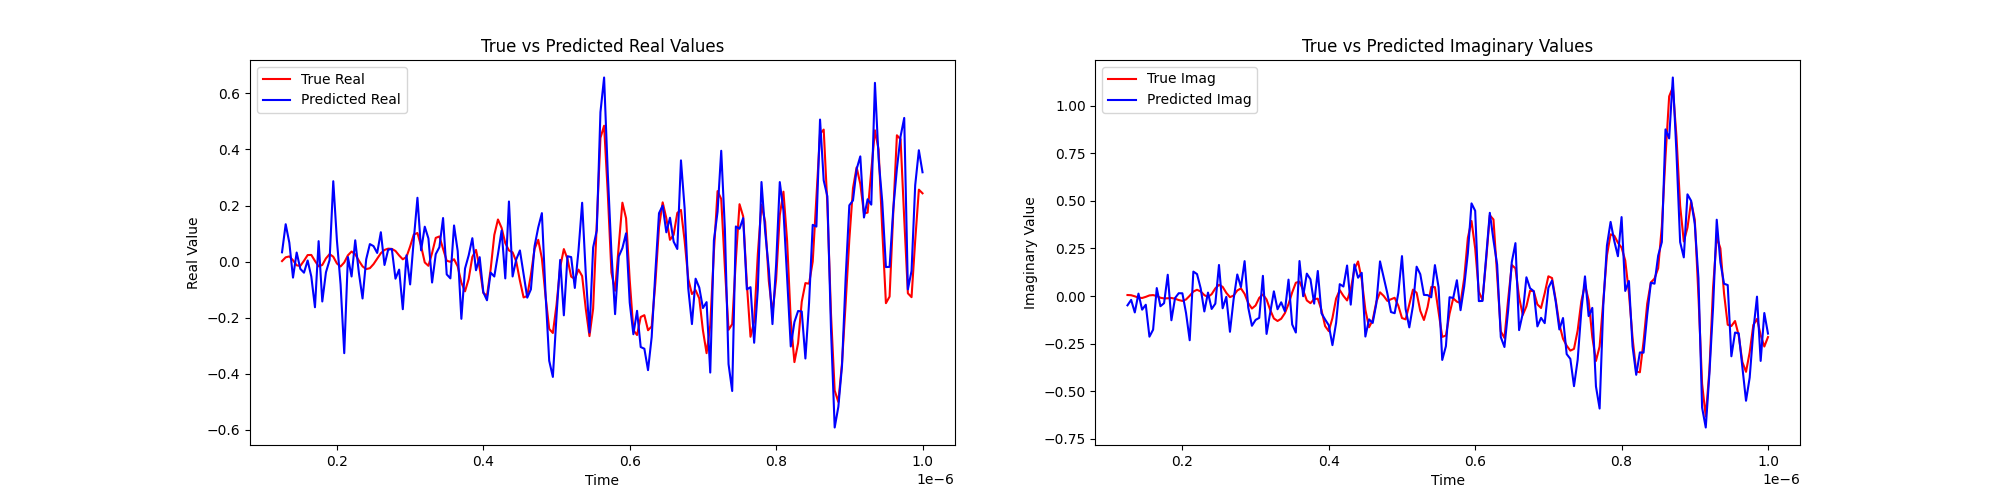 True vs Predicted Real Values
True Real
Predicted Real
Real Value
0.6
0.4
0.2
0.0
−0.2
−0.4
−0.6
0.2 0.4 0.6 0.8 1.0
1e−6
Time
True vs Predicted Imaginary Values
True Imag
Predicted Imag
Imaginary Value
1.00
0.75
0.50
0.25
0.00
−0.25
−0.50
−0.75
0.2 0.4 0.6 0.8 1.0
1e−6
Time